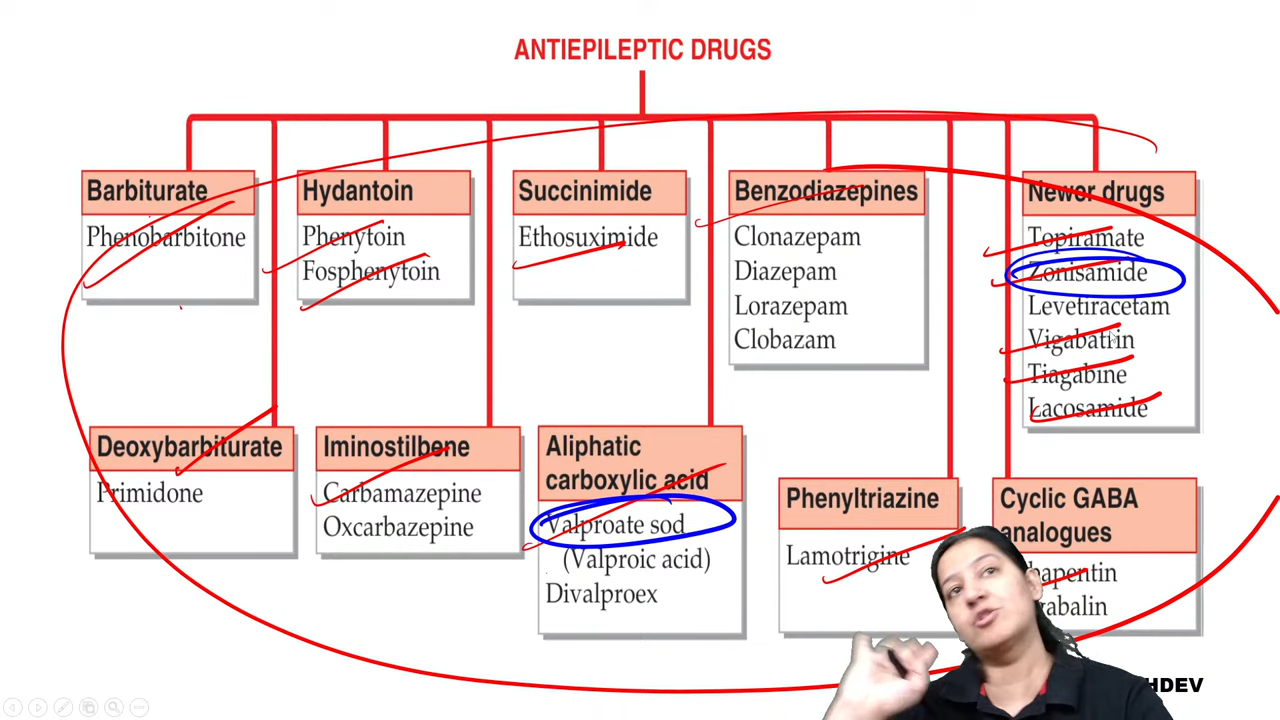 ANTIEPILEPTIC DRUGS
Barbiturate
Phenobarbitone
Hydantoin
Phenytoin
Fosphenytoin
Succinimide
Ethosuximide
Benzodiazepines
Clonazepam
Diazepam
Lorazepam
Clobazam
Newer drugs
Topiramate
Zonisamide
Levetiracetam
Vigabatrin
Tiagabine
Lacosamide
Deoxybarbiturate
Primidone
Iminostilbene
Carbamazepine
Oxcarbazepine
Aliphatic
carboxylic acid
Valproate sod
(Valproic acid)
Divalproex
Phenyltriazine
Lamotrigine
Cyclic GABA
analogues